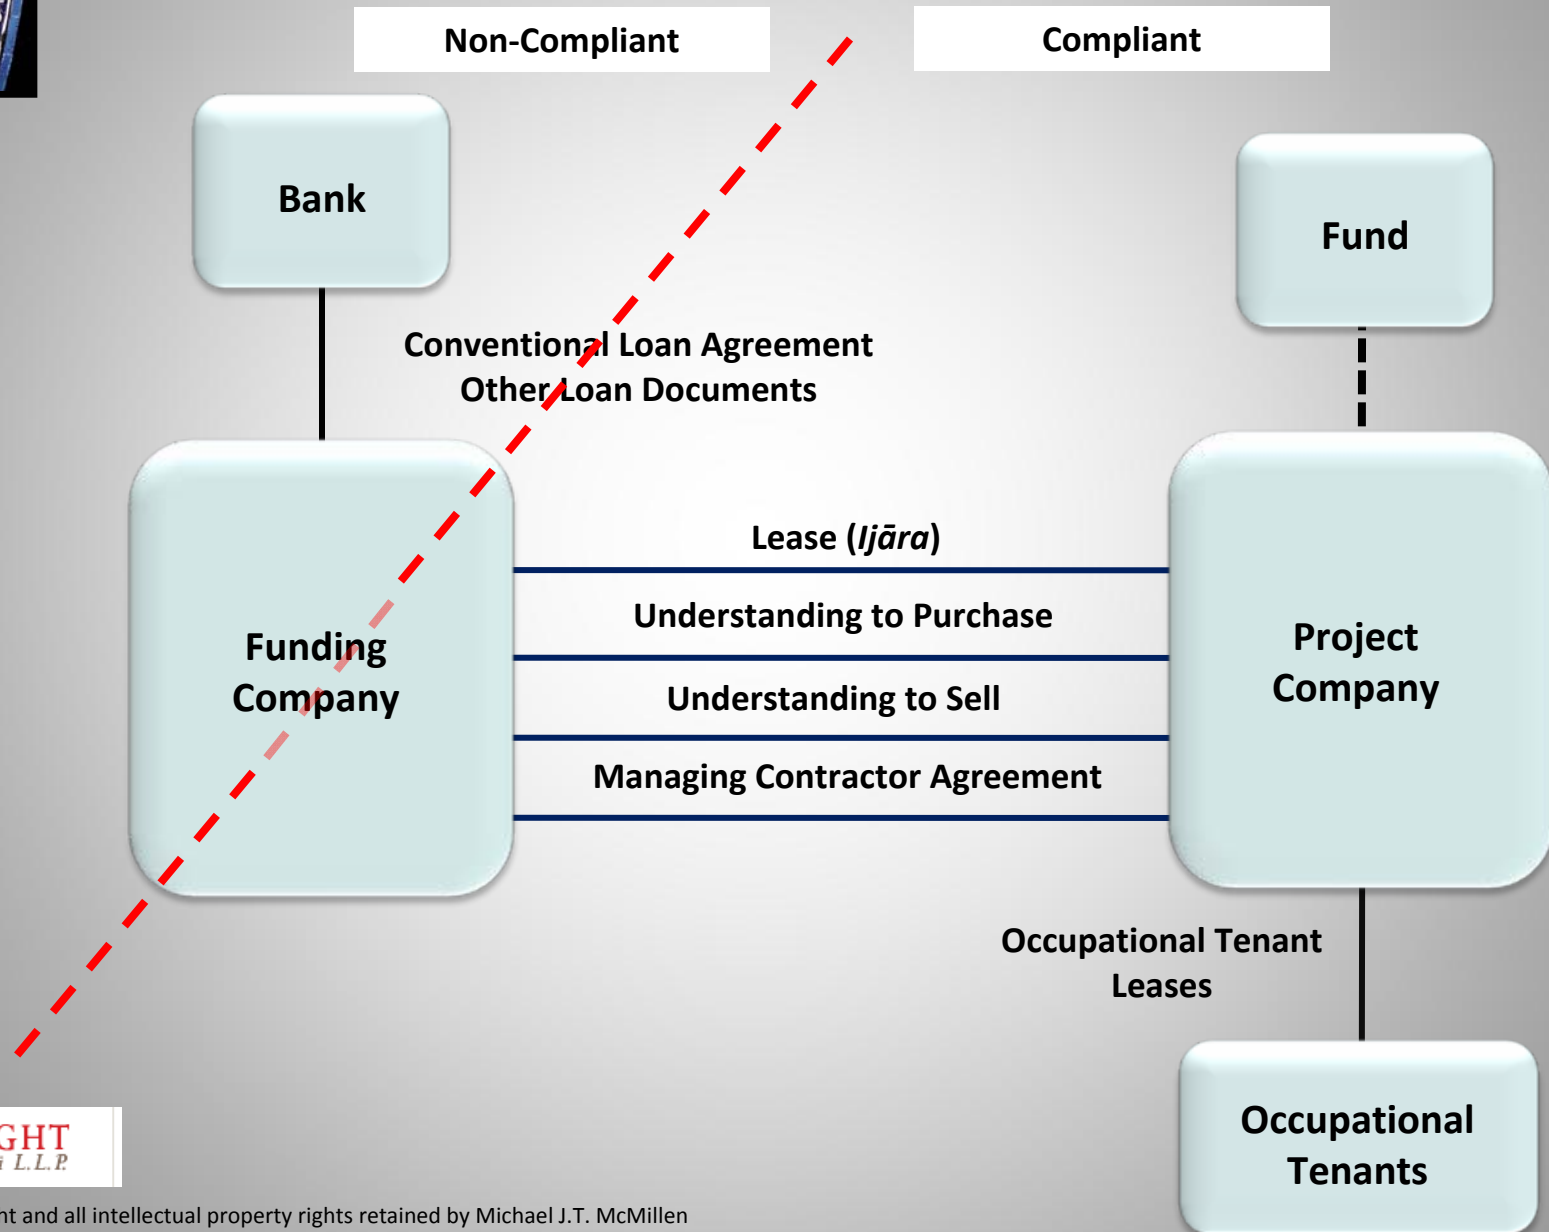 Non-Compliant
Compliant
Bank
Fund
Conventional Loan Agreement
Other Loan Documents
Lease (Ijāra)
Understanding to Purchase
Funding
Company
Project
Company
Understanding to Sell
Managing Contractor Agreement
Occupational Tenant
Leases
Occupational
Tenants
L.L.P.
and all intellectual property rights retained by Michael J.T. McMillen